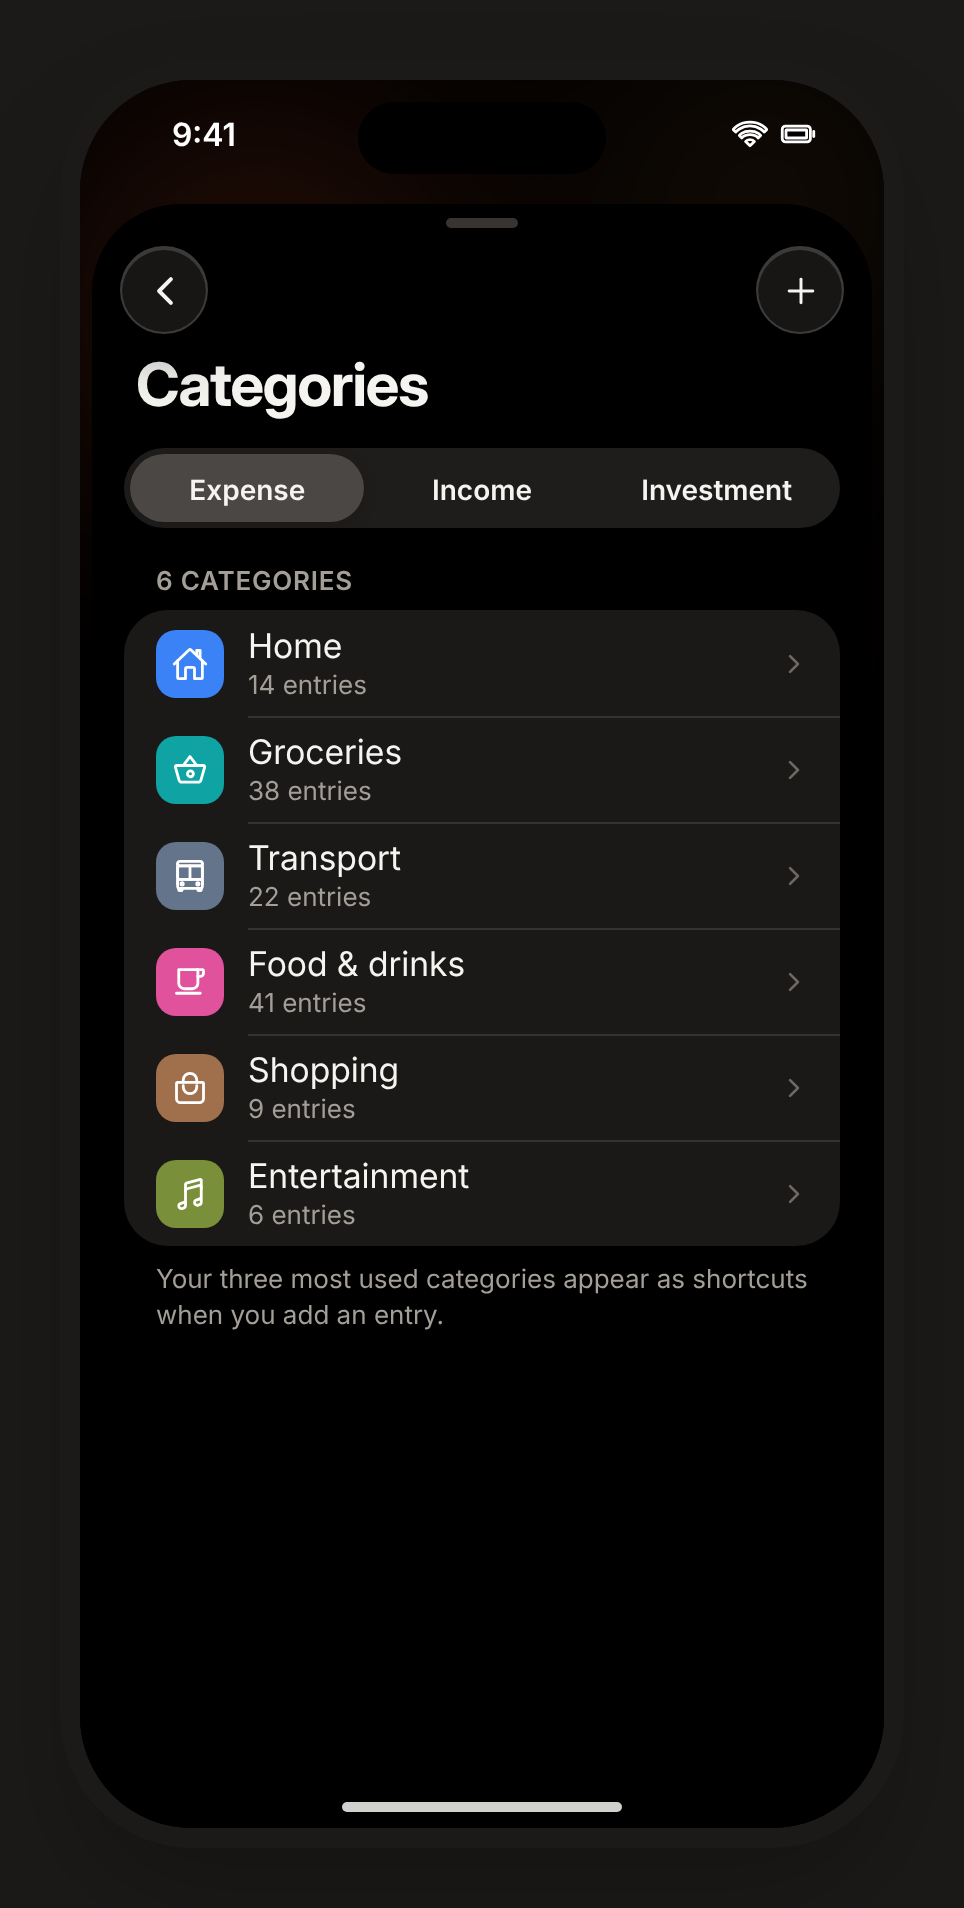 9:41
Categories
Expense Income Investment
6 CATEGORIES
Home
14 entries
Groceries
38 entries
Transport
22 entries
Food & drinks
41 entries
Shopping
9 entries
Entertainment
6 entries
Your three most used categories appear as shortcuts
when you add an entry.